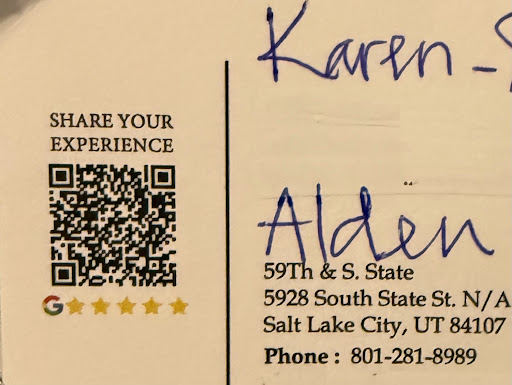 Karen -
SHARE YOUR
EXPERIENCE
G
Alden
59Th & S. State
5928 South State St. N/A
Salt Lake City, UT 84107
Phone : 801-281-8989